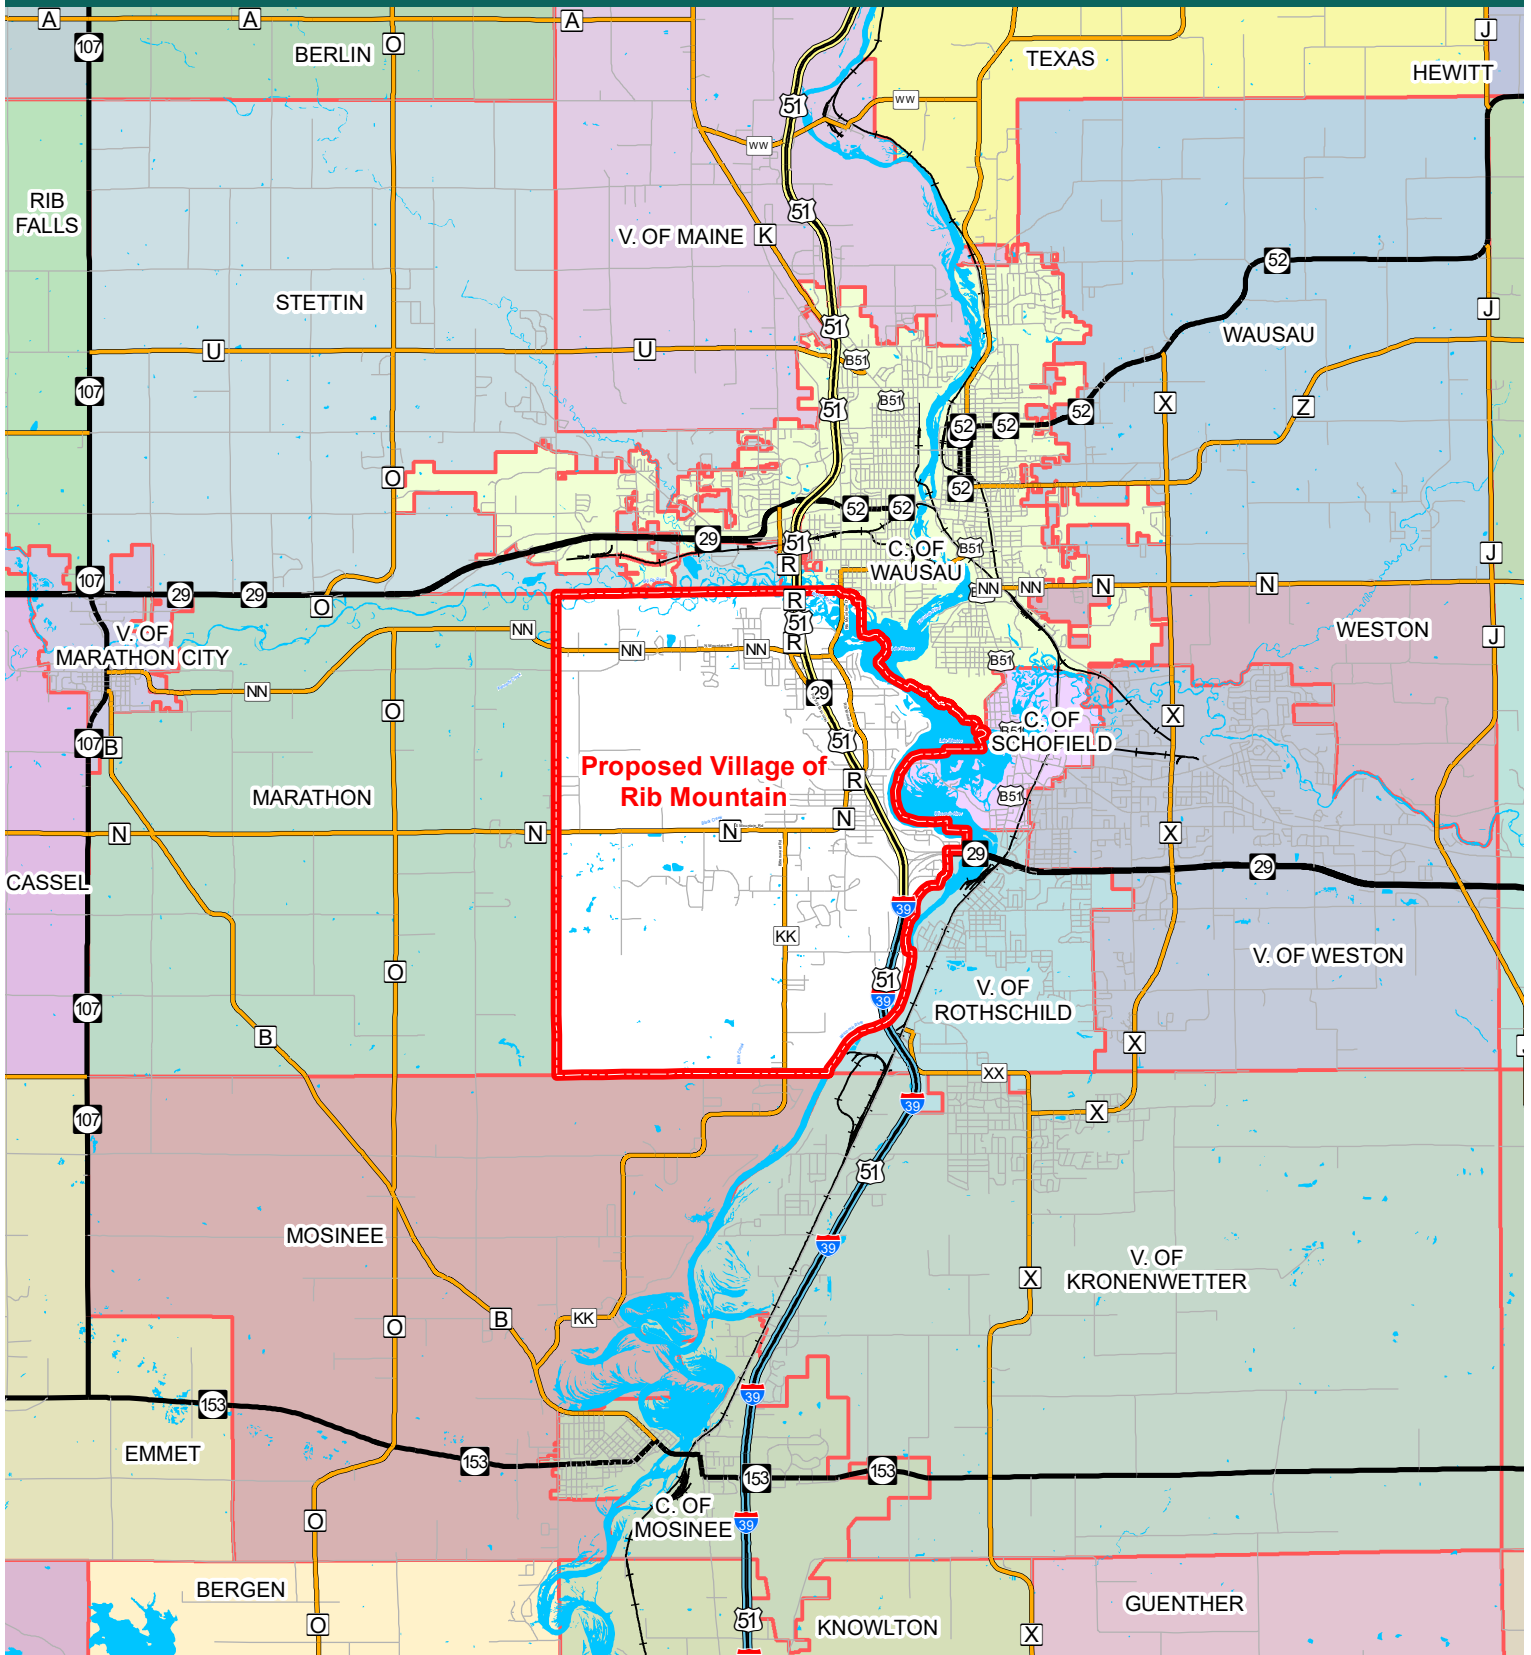 A
A
A
107
O
BERLIN
J
TEXAS
HEWITT
51
WW
WW
RIB
FALLS
51
V. OF MAINE
K
52
STETTIN
J
51
WAUSAU
U
U
B51
107
B51
51
52
X
Z
52
52
O
52
52
52
29
51
C. OF
WAUSAU
B51
J
R
107
29
29
O
NN
NN
N
N
R
51
V. OF
MARATHON CITY
NN
WESTON
J
R
NN
NN
B51
NN
29
O
X
C. OF
SCHOFIELD
B51
107
B
51
Proposed Village of
Rib Mountain
R
MARATHON
B51
N
N
N
N
X
29
29
CASSEL
39
KK
V. OF WESTON
O
51
V. OF
ROTHSCHILD
39
107
B
X
XX
39
X
107
51
MOSINEE
39
V. OF
KRONENWETTER
X
B
KK
O
39
153
EMMET
153
153
153
C. OF
MOSINEE
39
O
BERGEN
GUENTHER
O
51
KNOWLTON
X